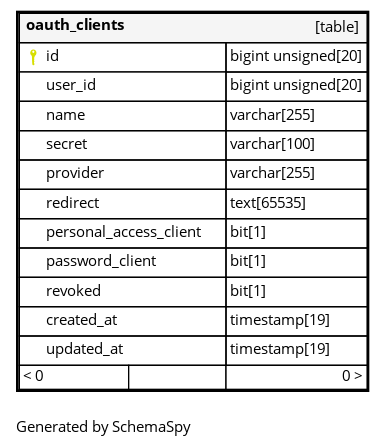 oauth_clients [table]
id bigint unsigned[20]
user_id bigint unsigned[20]
name varchar[255]
secret varchar[100]
provider varchar[255]
redirect text[65535]
personal_access_client bit[1]
password_client bit[1]
revoked bit[1]
created_at timestamp[19]
updated_at timestamp[19]
< 0 0 >
Generated by SchemaSpy